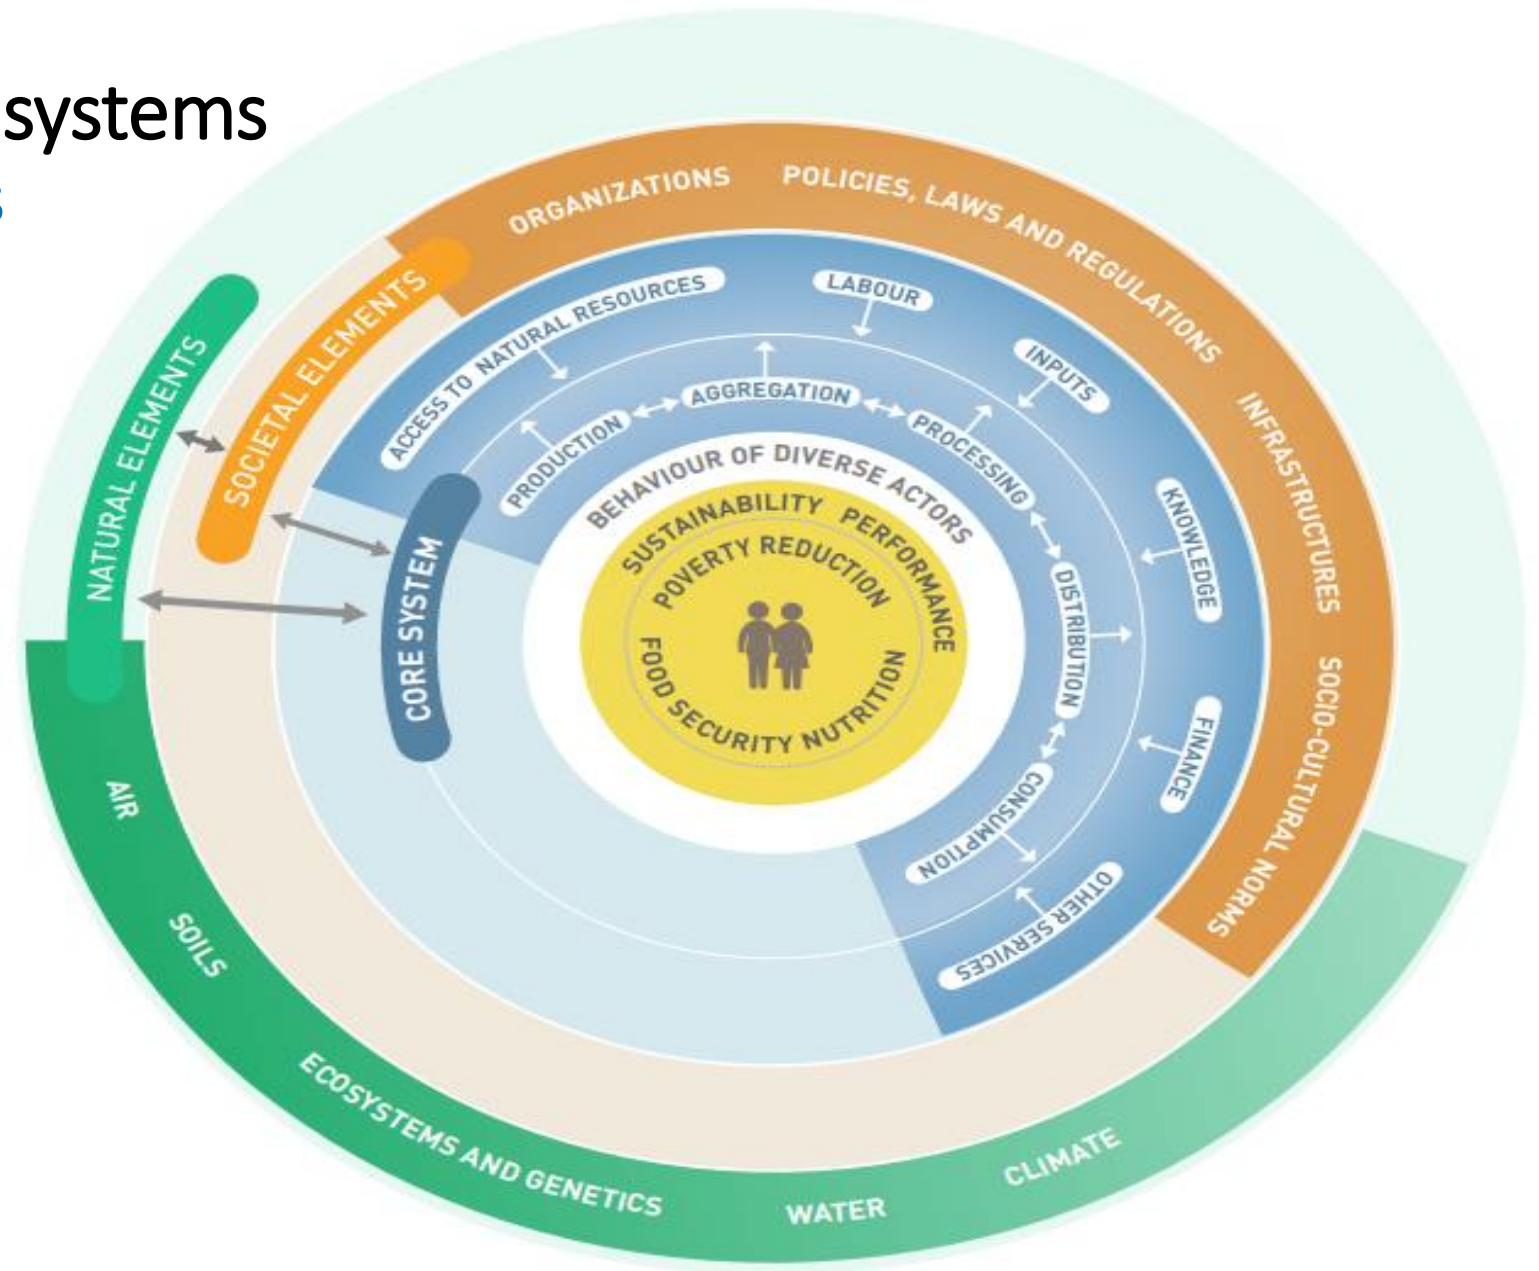 systems
s
ORGANIZATIONS
POLICIES, LAWS AND REGULATIONS
INFRASTRUCTURES
SOCIO-CULTURAL NORMS
NATURAL ELEMENTS
SOCIETAL ELEMENTS
CORE SYSTEM
ACCESS TO NATURAL RESOURCES
LABOUR
INPUTS
KNOWLEDGE
FINANCE
OTHER SERVICES
PRODUCTION
AGGREGATION
PROCESSING
DISTRIBUTION
CONSUMPTION
BEHAVIOUR OF DIVERSE ACTORS
SUSTAINABILITY PERFORMANCE
POVERTY REDUCTION
FOOD SECURITY NUTRITION
AIR
SOILS
ECOSYSTEMS AND GENETICS
WATER
CLIMATE